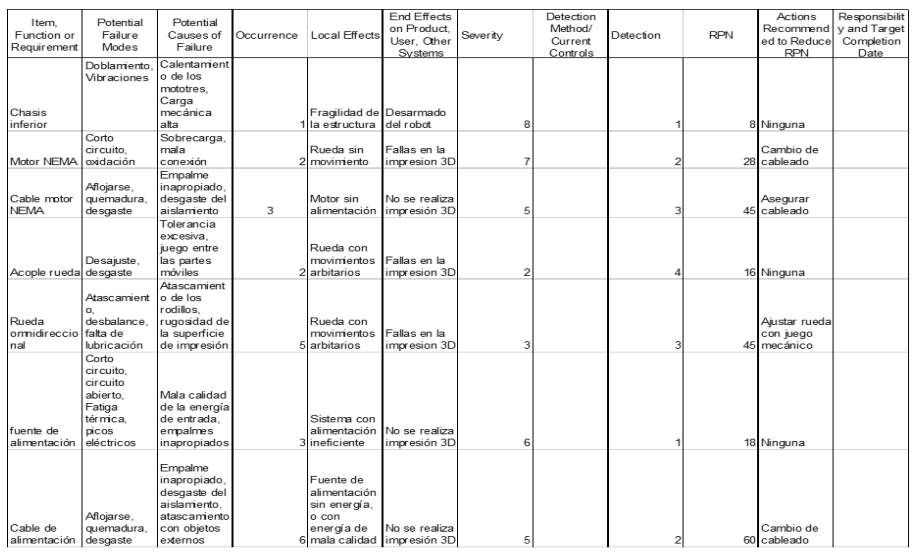 Item,
Function or
Requirement
Potential
Failure
Modes
Potential
Causes of
Failure
Occurrence
Local Effects
End Effects
on Product,
User, Other
Systems
Severity
Detection
Method/
Current
Controls
Detection
RPN
Actions
Recommend
ed to Reduce
RPN
Responsibilit
y and Target
Completion
Date
Chasis
inferior
Doblamiento,
Vibraciones
Calentamient
o de los
mototres,
Carga
mecánica
alta
1
Fragilidad de
la estructura
Desarmado
del robot
8
1
8
Ninguna
Motor NEMA
Corto
circuito,
oxidación
Sobrecarga,
mala
conexión
2
Rueda sin
movimiento
Fallas en la
impresion 3D
7
2
28
Cambio de
cableado
Cable motor
NEMA
Aflojarse,
quemadura,
desgaste
Empalme
inapropiado,
desgaste del
aislamiento
3
Motor sin
alimentación
No se realiza
impresión 3D
5
3
45
Asegurar
cableado
Acople rueda
Desajuste,
desgaste
Tolerancia
excesiva,
juego entre
las partes
móviles
2
Rueda con
movimientos
arbitarios
Fallas en la
impresion 3D
2
4
16
Ninguna
Rueda
omnidireccio
nal
Atascamient
o,
desbalance,
falta de
lubricación
Atascamient
o de los
rodillos,
rugosidad de
la superficie
de impresión
5
Rueda con
movimientos
arbitarios
Fallas en la
impresion 3D
3
3
45
Ajustar rueda
con juego
mecánico
fuente de
alimentación
Corto
circuito,
circuito
abierto,
Fatiga
térmica,
picos
eléctricos
Mala calidad
de la energía
de entrada,
empalmes
inapropiados
3
Sistema con
alimentación
ineficiente
No se realiza
impresión 3D
6
1
18
Ninguna
Cable de
alimentación
Aflojarse,
quemadura,
desgaste
Empalme
inapropiado,
desgaste del
aislamiento,
atascamiento
con objetos
externos
6
Fuente de
alimentación
sin energía,
o con
energía de
mala calidad
No se realiza
impresión 3D
5
2
60
Cambio de
cableado